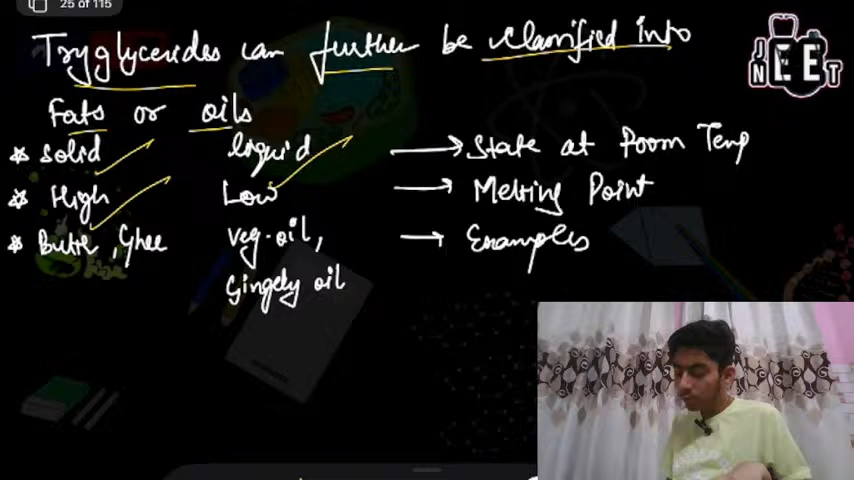 25 of 115
Tryglycerides can further be classified into
Fats or oils
* Solid liquid → State at Room Temp
* High Low → Melting Point
* Butter, Ghee Veg-oil, → Examples
Gingely oil
J NEET